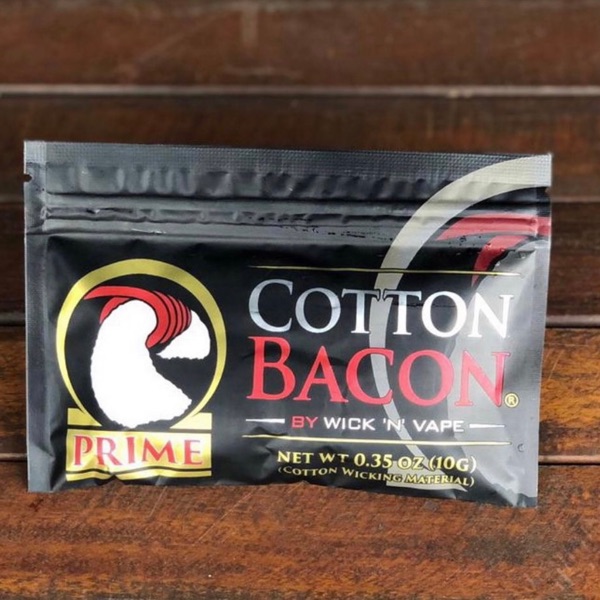 COTTON
BACON®
BY WICK 'N' VAPE
PRIME
NET WT 0.35 OZ (10G)
(COTTON WICKING MATERIAL)